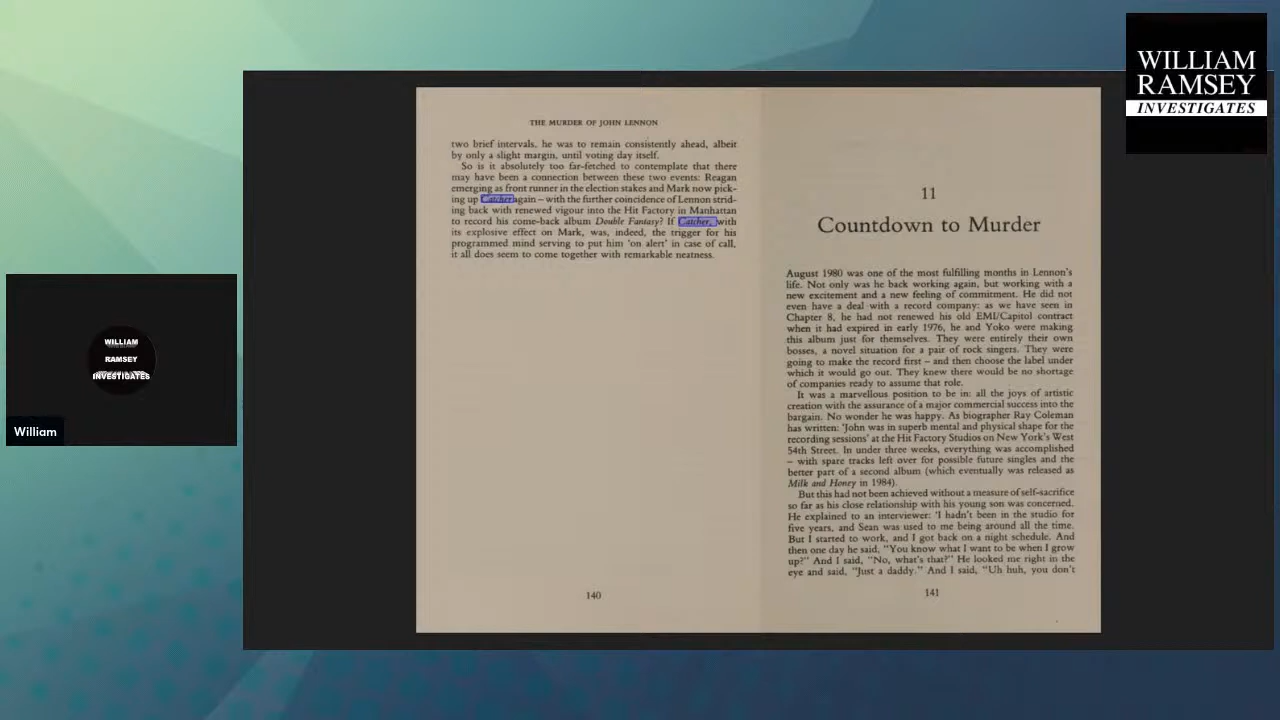 WILLIAM
RAMSEY
INVESTIGATES
THE MURDER OF JOHN LENNON
two brief intervals, he was to remain consistently ahead, albeit
by only a slight margin, until voting day itself.
So is it absolutely too far-fetched to contemplate that there
may have been a connection between these two events: Reagan
emerging as front runner in the election stakes and Mark now pick-
ing up Catcher again – with the further coincidence of Lennon strid-
ing back with renewed vigour into the Hit Factory in Manhattan
to record his come-back album Double Fantasy? If Catcher, with
its explosive effect on Mark, was, indeed, the trigger for his
programmed mind serving to put him 'on alert' in case of call,
it all does seem to come together with remarkable neatness.
140
11
Countdown to Murder
August 1980 was one of the most fulfilling months in Lennon's
life. Not only was he back working again, but working with a
new excitement and a new feeling of commitment. He did not
even have a deal with a record company: as we have seen in
Chapter 8, he had not renewed his old EMI/Capitol contract
when it had expired in early 1976, he and Yoko were making
this album just for themselves. They were entirely their own
bosses, a novel situation for a pair of rock singers. They were
going to make the record first – and then choose the label under
which it would go out. They knew there would be no shortage
of companies ready to assume that role.
It was a marvellous position to be in: all the joys of artistic
creation with the assurance of a major commercial success into the
bargain. No wonder he was happy. As biographer Ray Coleman
has written: 'John was in superb mental and physical shape for the
recording sessions' at the Hit Factory Studios on New York's West
54th Street. In under three weeks, everything was accomplished
– with spare tracks left over for possible future singles and the
better part of a second album (which eventually was released as
Milk and Honey in 1984).
But this had not been achieved without a measure of self-sacrifice
so far as his close relationship with his young son was concerned.
He explained to an interviewer: 'I hadn't been in the studio for
five years, and Sean was used to me being around all the time.
But I started to work, and I got back on a night schedule. And
then one day he said, "You know what I want to be when I grow
up?" And I said, "No, what's that?" He looked me right in the
eye and said, "Just a daddy." And I said, "Uh huh, you don't
141
WILLIAM
RAMSEY
INVESTIGATES
William